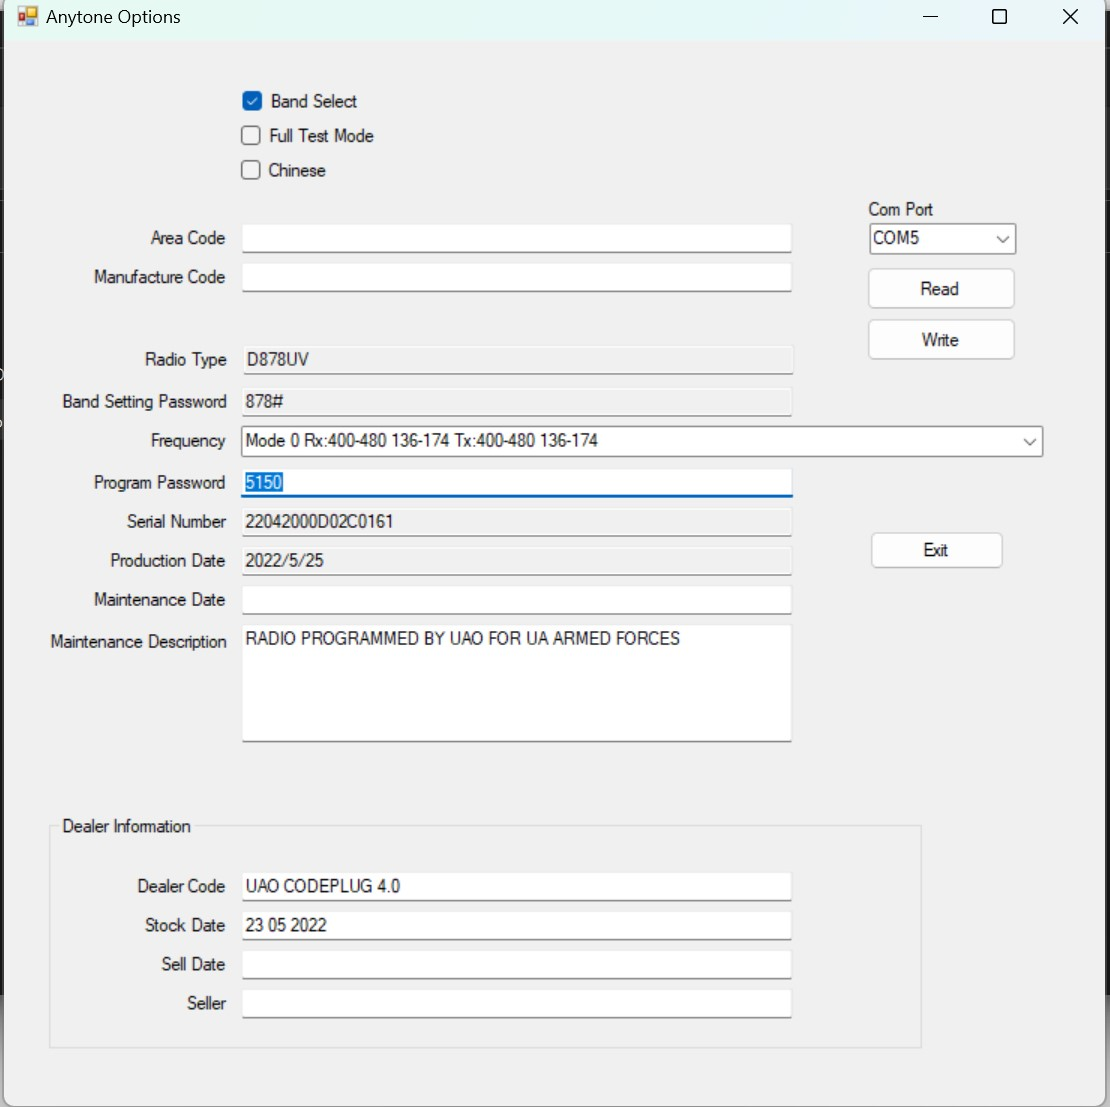 Anytone Options
Band Select
Full Test Mode
Chinese
Com Port
Area Code
COM5
Manufacture Code
Read
Write
Radio Type D878UV
Band Setting Password 878#
Frequency Mode 0 Rx:400-480 136-174 Tx:400-480 136-174
Program Password 5150
Serial Number 22042000D02C0161
Production Date 2022/5/25
Exit
Maintenance Date
Maintenance Description RADIO PROGRAMMED BY UAO FOR UA ARMED FORCES
Dealer Information
Dealer Code UAO CODEPLUG 4.0
Stock Date 23 05 2022
Sell Date
Seller